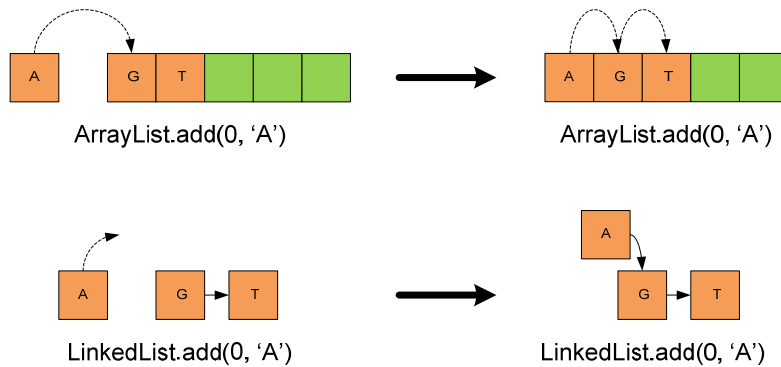 A G T
A G T
ArrayList.add(0, ‘A’)
ArrayList.add(0, ‘A’)
A
A G T
G T
LinkedList.add(0, ‘A’)
LinkedList.add(0, ‘A’)